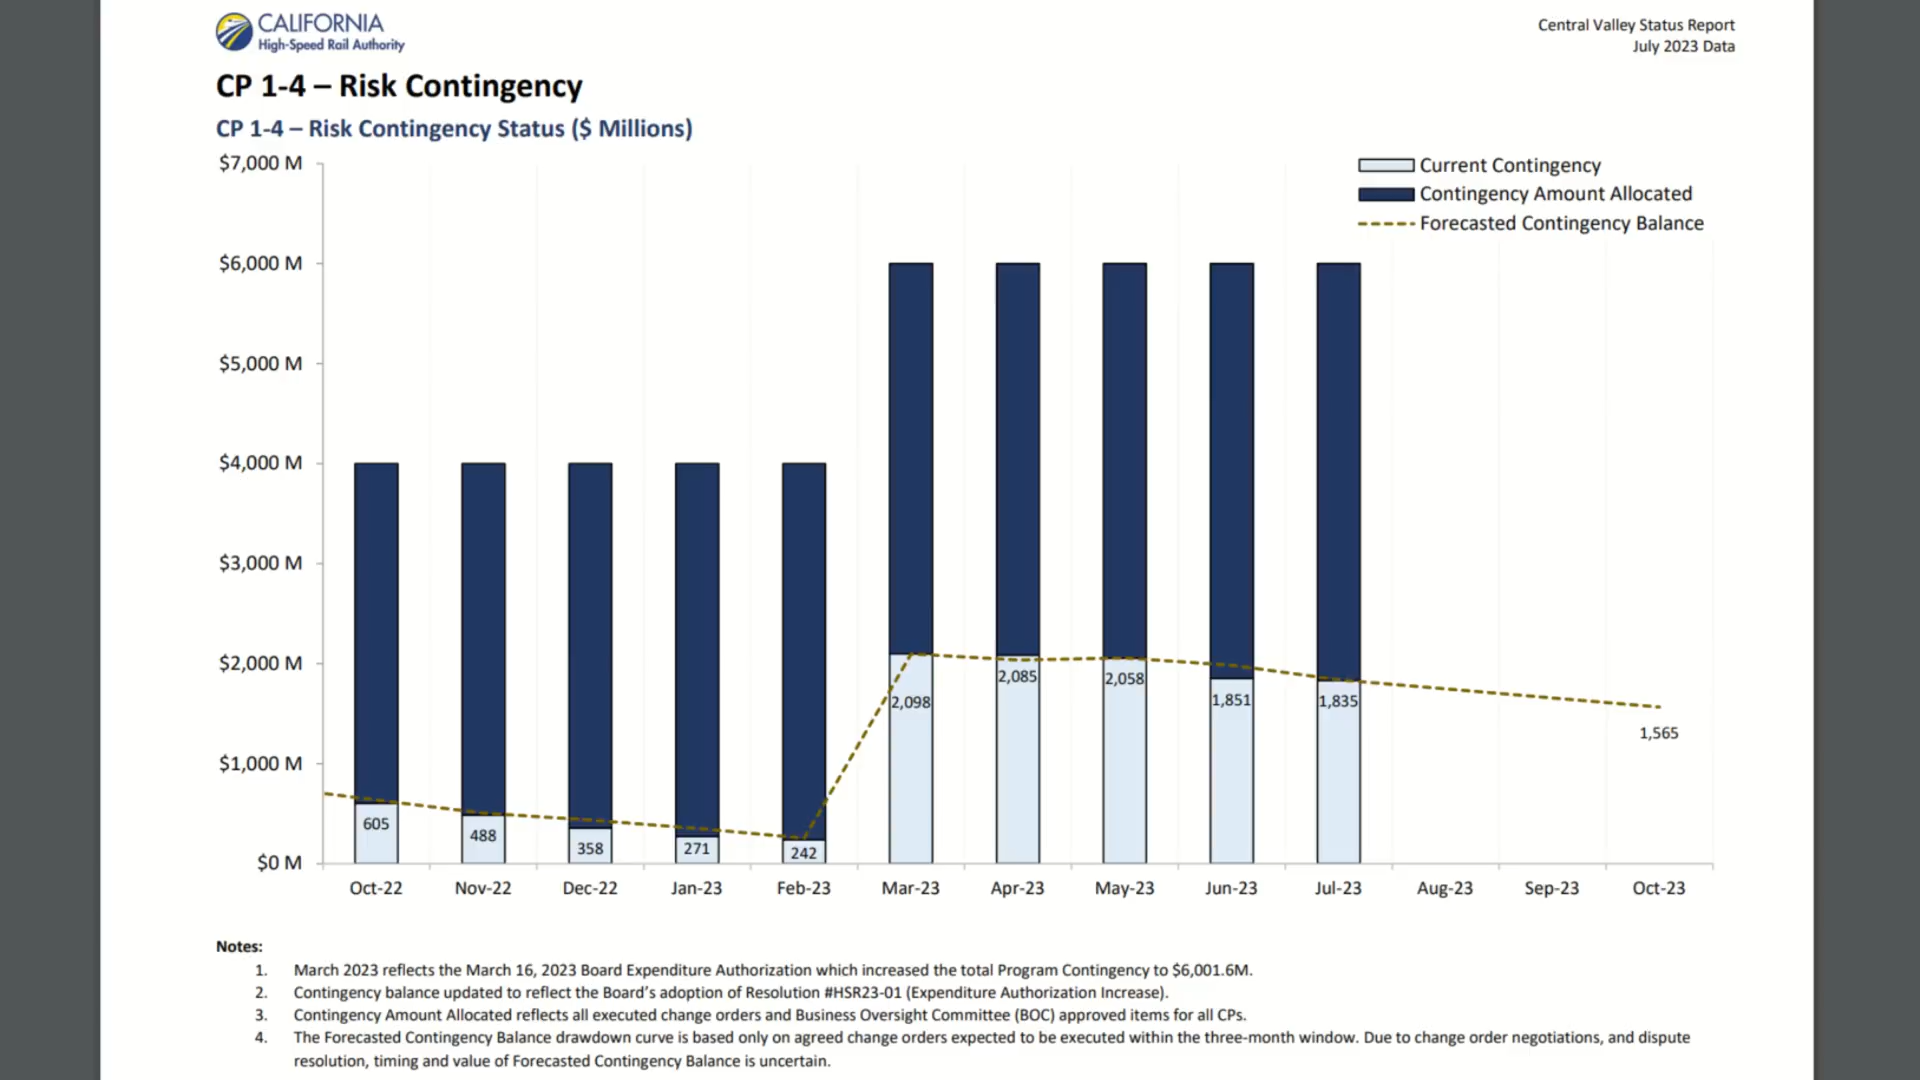 CALIFORNIA
High-Speed Rail Authority
Central Valley Status Report
July 2023 Data
CP 1-4 – Risk Contingency
CP 1-4 – Risk Contingency Status ($ Millions)
$7,000 M
$6,000 M
$5,000 M
$4,000 M
$3,000 M
$2,000 M
$1,000 M
$0 M
Current Contingency
Contingency Amount Allocated
Forecasted Contingency Balance
605
488
358
271
242
2,098
2,085
2,058
1,851
1,835
1,565
Oct-22 Nov-22 Dec-22 Jan-23 Feb-23 Mar-23 Apr-23 May-23 Jun-23 Jul-23 Aug-23 Sep-23 Oct-23
Notes:
1. March 2023 reflects the March 16, 2023 Board Expenditure Authorization which increased the total Program Contingency to $6,001.6M.
2. Contingency balance updated to reflect the Board's adoption of Resolution #HSR23-01 (Expenditure Authorization Increase).
3. Contingency Amount Allocated reflects all executed change orders and Business Oversight Committee (BOC) approved items for all CPs.
4. The Forecasted Contingency Balance drawdown curve is based only on agreed change orders expected to be executed within the three-month window. Due to change order negotiations, and dispute
resolution, timing and value of Forecasted Contingency Balance is uncertain.